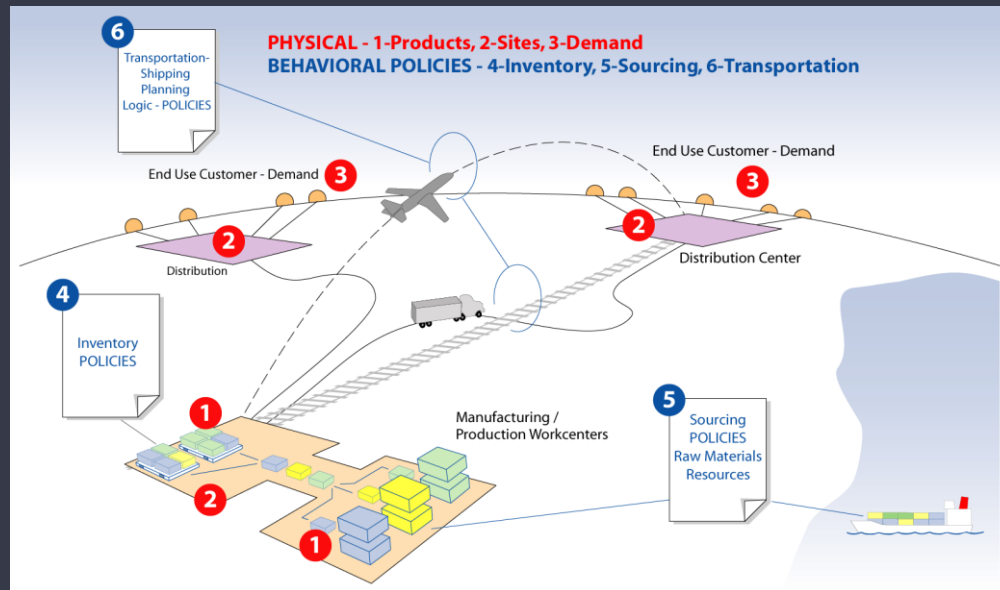 6
Transportation-
Shipping
Planning
Logic - POLICIES
PHYSICAL - 1-Products, 2-Sites, 3-Demand
BEHAVIORAL POLICIES - 4-Inventory, 5-Sourcing, 6-Transportation
End Use Customer - Demand
3
End Use Customer - Demand
3
2
Distribution
2
Distribution Center
4
Inventory
POLICIES
1
2
1
Manufacturing /
Production Workcenters
5
Sourcing
POLICIES
Raw Materials
Resources